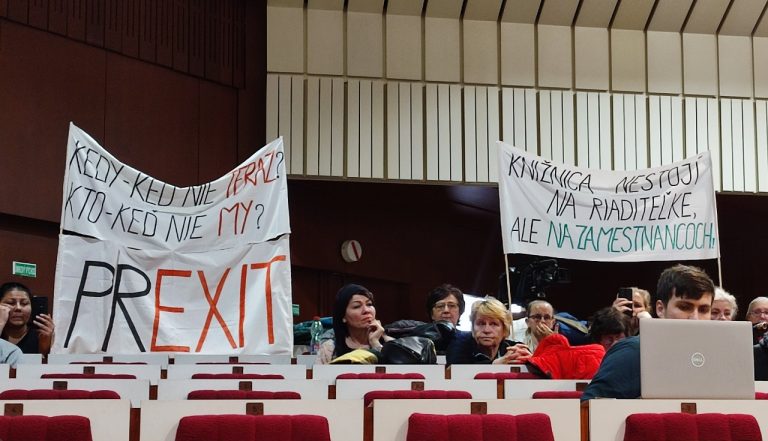 KEDY-KEĎ NIE TERAZ?
KTO-KEĎ NIE MY?
PREXIT
KNIŽNICA NESTOJÍ
NA RIADITEĽKE,
ALE NA ZAMESTNANCOCH,
DELL